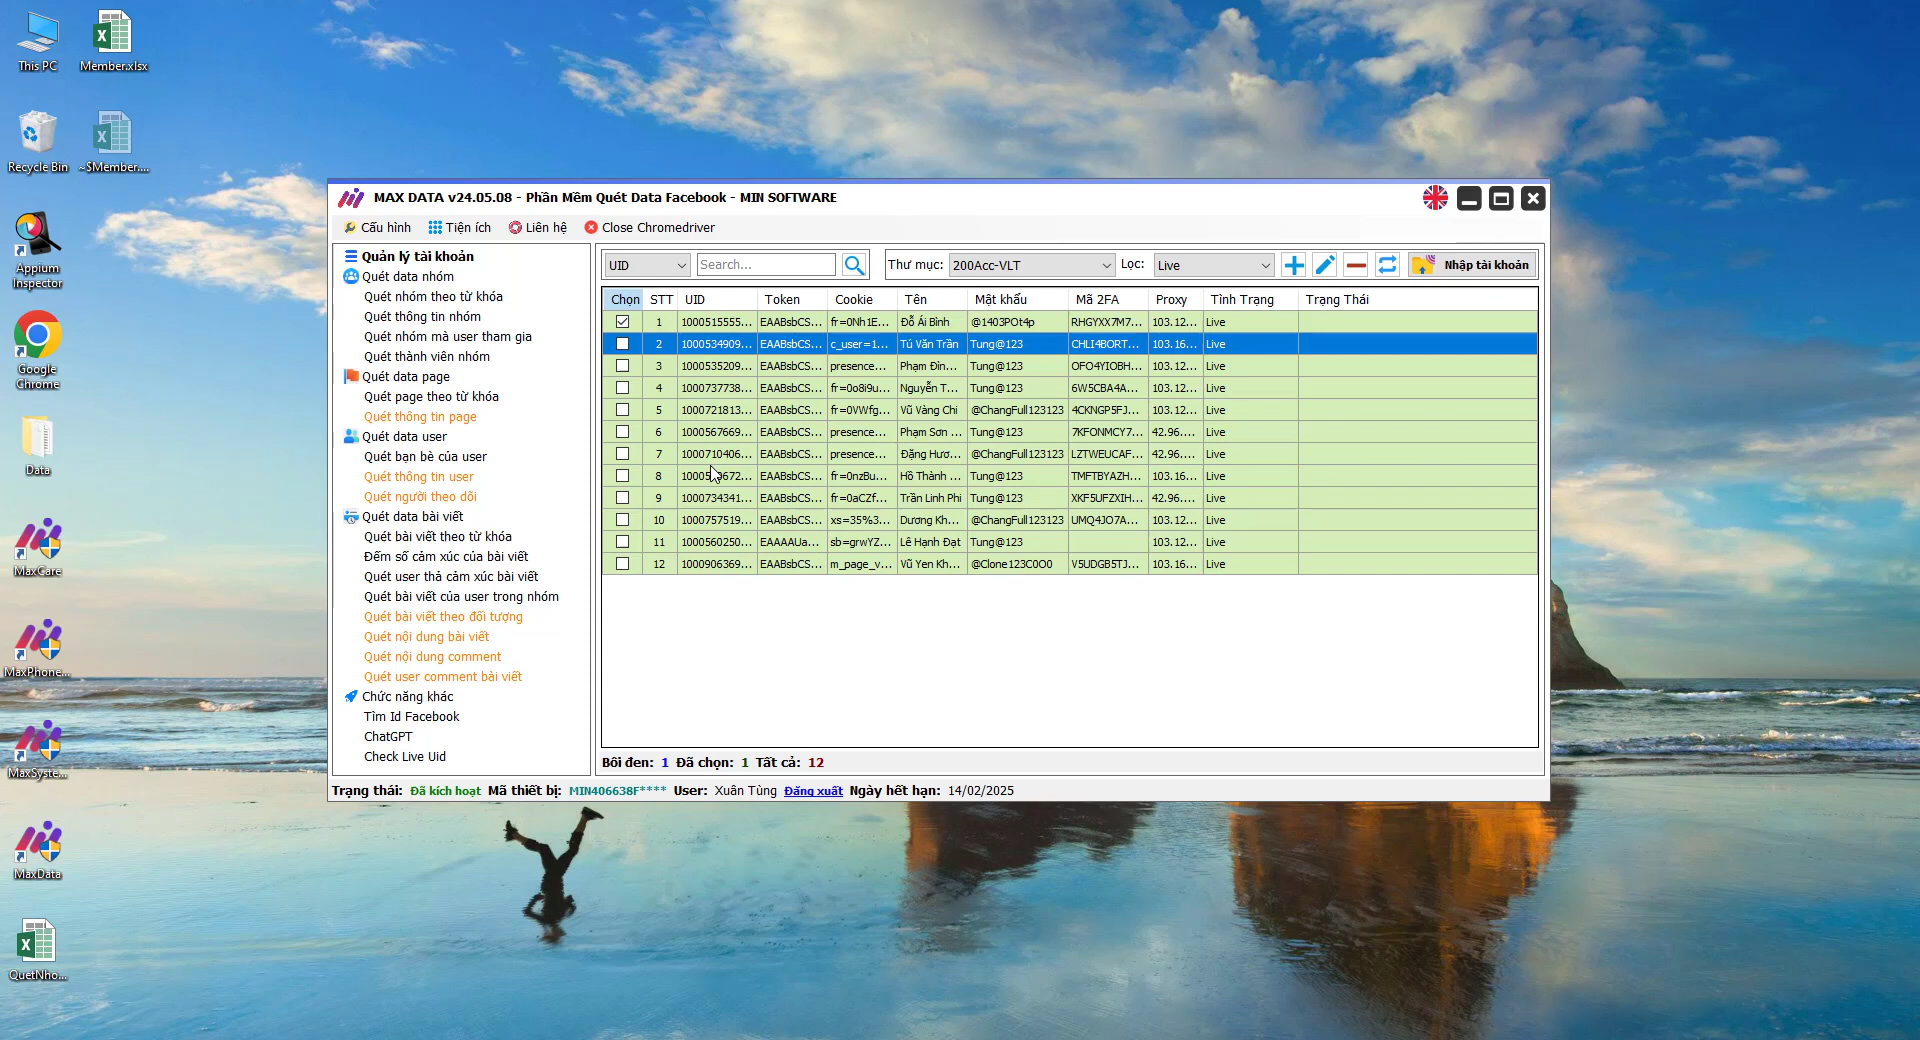 This PC
Member.xlsx
Recycle Bin
~$Member....
Appium
Inspector
Google
Chrome
Data
MaxCare
MaxPhone...
MaxSyste...
MaxData
QuetNho...
MAX DATA v24.05.08 - Phần Mềm Quét Data Facebook - MIN SOFTWARE
Cấu hình Tiện ích Liên hệ Close Chromedriver
Quản lý tài khoản
Quét data nhóm
Quét nhóm theo từ khóa
Quét thông tin nhóm
Quét nhóm mà user tham gia
Quét thành viên nhóm
Quét data page
Quét page theo từ khóa
Quét thông tin page
Quét data user
Quét bạn bè của user
Quét thông tin user
Quét người theo dõi
Quét data bài viết
Quét bài viết theo từ khóa
Đếm số cảm xúc của bài viết
Quét user thả cảm xúc bài viết
Quét bài viết của user trong nhóm
Quét bài viết theo đối tượng
Quét nội dung bài viết
Quét nội dung comment
Quét user comment bài viết
Chức năng khác
Tìm Id Facebook
ChatGPT
Check Live Uid
UID Search... Thư mục: 200Acc-VLT Lọc: Live Nhập tài khoản
Chọn STT UID Token Cookie Tên Mật khẩu Mã 2FA Proxy Tình Trạng Trạng Thái
1 1000515555... EAABsbCS... fr=0Nh1E... Đỗ Ái Bình @1403POt4p RHGYXX7M7... 103.12... Live
2 1000534909... EAABsbCS... c_user=1... Tú Văn Trần Tung@123 CHLI4BORT... 103.16... Live
3 1000535209... EAABsbCS... presence... Phạm Đìn... Tung@123 OFO4YIOBH... 103.12... Live
4 1000737738... EAABsbCS... fr=0o8i9u... Nguyễn T... Tung@123 6W5CBA4A... 103.12... Live
5 1000721813... EAABsbCS... fr=0VWfg... Vũ Vàng Chi @ChangFull123123 4CKNGP5FJ... 103.12... Live
6 1000567669... EAABsbCS... presence... Phạm Sơn ... Tung@123 7KFONMCY7... 42.96.... Live
7 1000710406... EAABsbCS... presence... Đặng Hươ... @ChangFull123123 LZTWEUCAF... 42.96.... Live
8 EAABsbCS... fr=0nzBu... Hồ Thành ... Tung@123 TMFTBYAZH... 103.16... Live
9 1000734341... EAABsbCS... fr=0aCZf... Trần Linh Phi Tung@123 XKF5UFZXIH... 42.96.... Live
10 1000757519... EAABsbCS... xs=35%3... Dương Kh... @ChangFull123123 UMQ4JO7A... 103.12... Live
11 1000560250... EAAAAUa... sb=grwYZ... Lê Hạnh Đạt Tung@123 103.12... Live
12 1000906369... EAABsbCS... m_page_v... Vũ Yen Kh... @Clone123C0O0 V5UDGB5TJ... 103.16... Live
Bôi đen: 1 Đã chọn: 1 Tất cả: 12
Trạng thái: Đã kích hoạt Mã thiết bị: MIN406638F**** User: Xuân Tùng Đăng xuất Ngày hết hạn: 14/02/2025